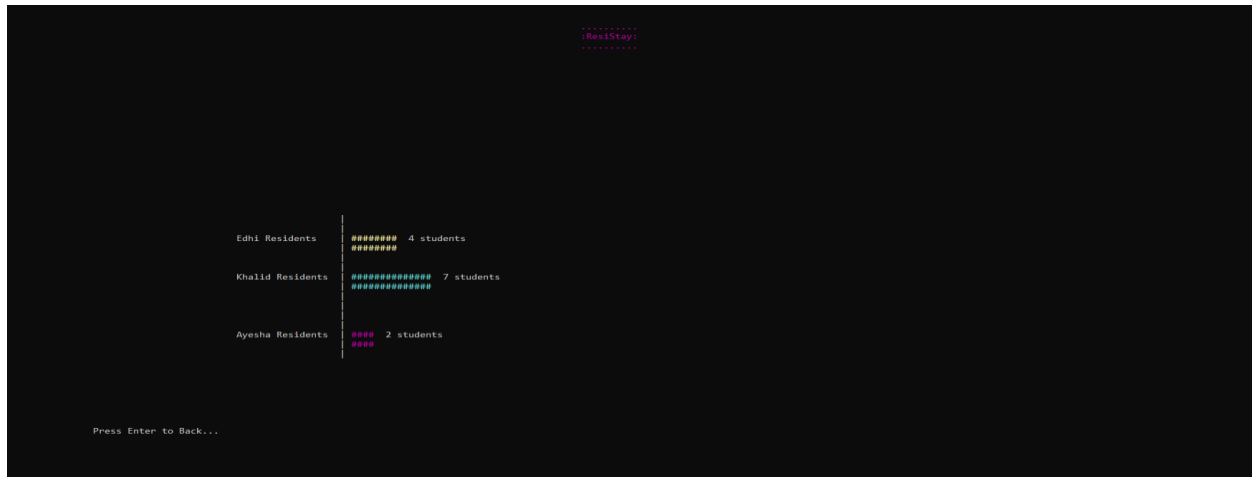 ..........
:ResiStay:
..........
|
|
Edhi Residents | ######## 4 students
| ########
|
|
Khalid Residents | ############## 7 students
| ##############
|
|
|
|
Ayesha Residents | #### 2 students
| ####
|
Press Enter to Back...